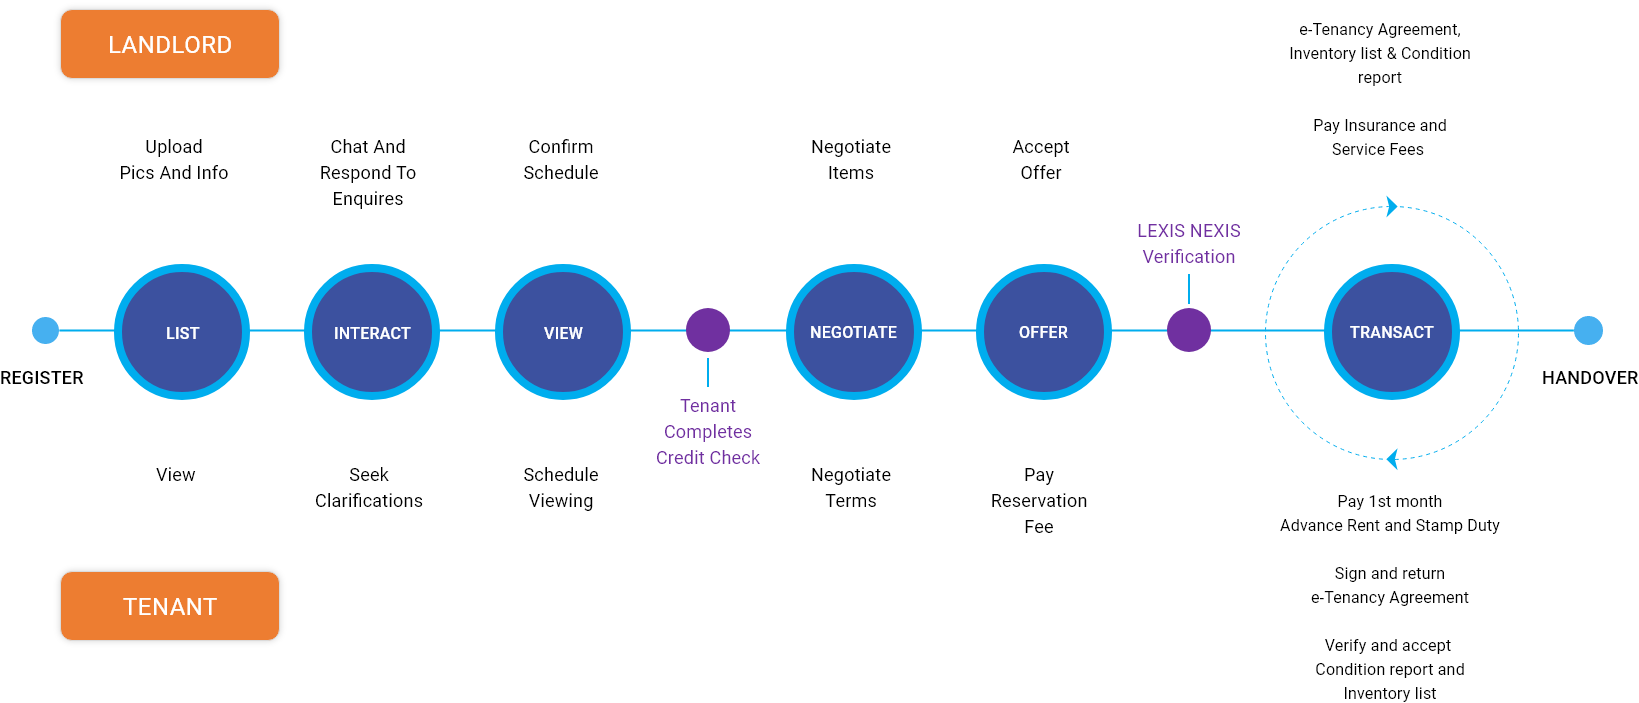 LANDLORD
e-Tenancy Agreement,
Inventory list & Condition
report
Pay Insurance and
Service Fees
Upload
Pics And Info
Chat And
Respond To
Enquires
Confirm
Schedule
Negotiate
Items
Accept
Offer
LEXIS NEXIS
Verification
REGISTER
LIST
INTERACT
VIEW
NEGOTIATE
OFFER
TRANSACT
HANDOVER
Tenant
Completes
Credit Check
View
Seek
Clarifications
Schedule
Viewing
Negotiate
Terms
Pay
Reservation
Fee
Pay 1st month
Advance Rent and Stamp Duty
Sign and return
e-Tenancy Agreement
Verify and accept
Condition report and
Inventory list
TENANT